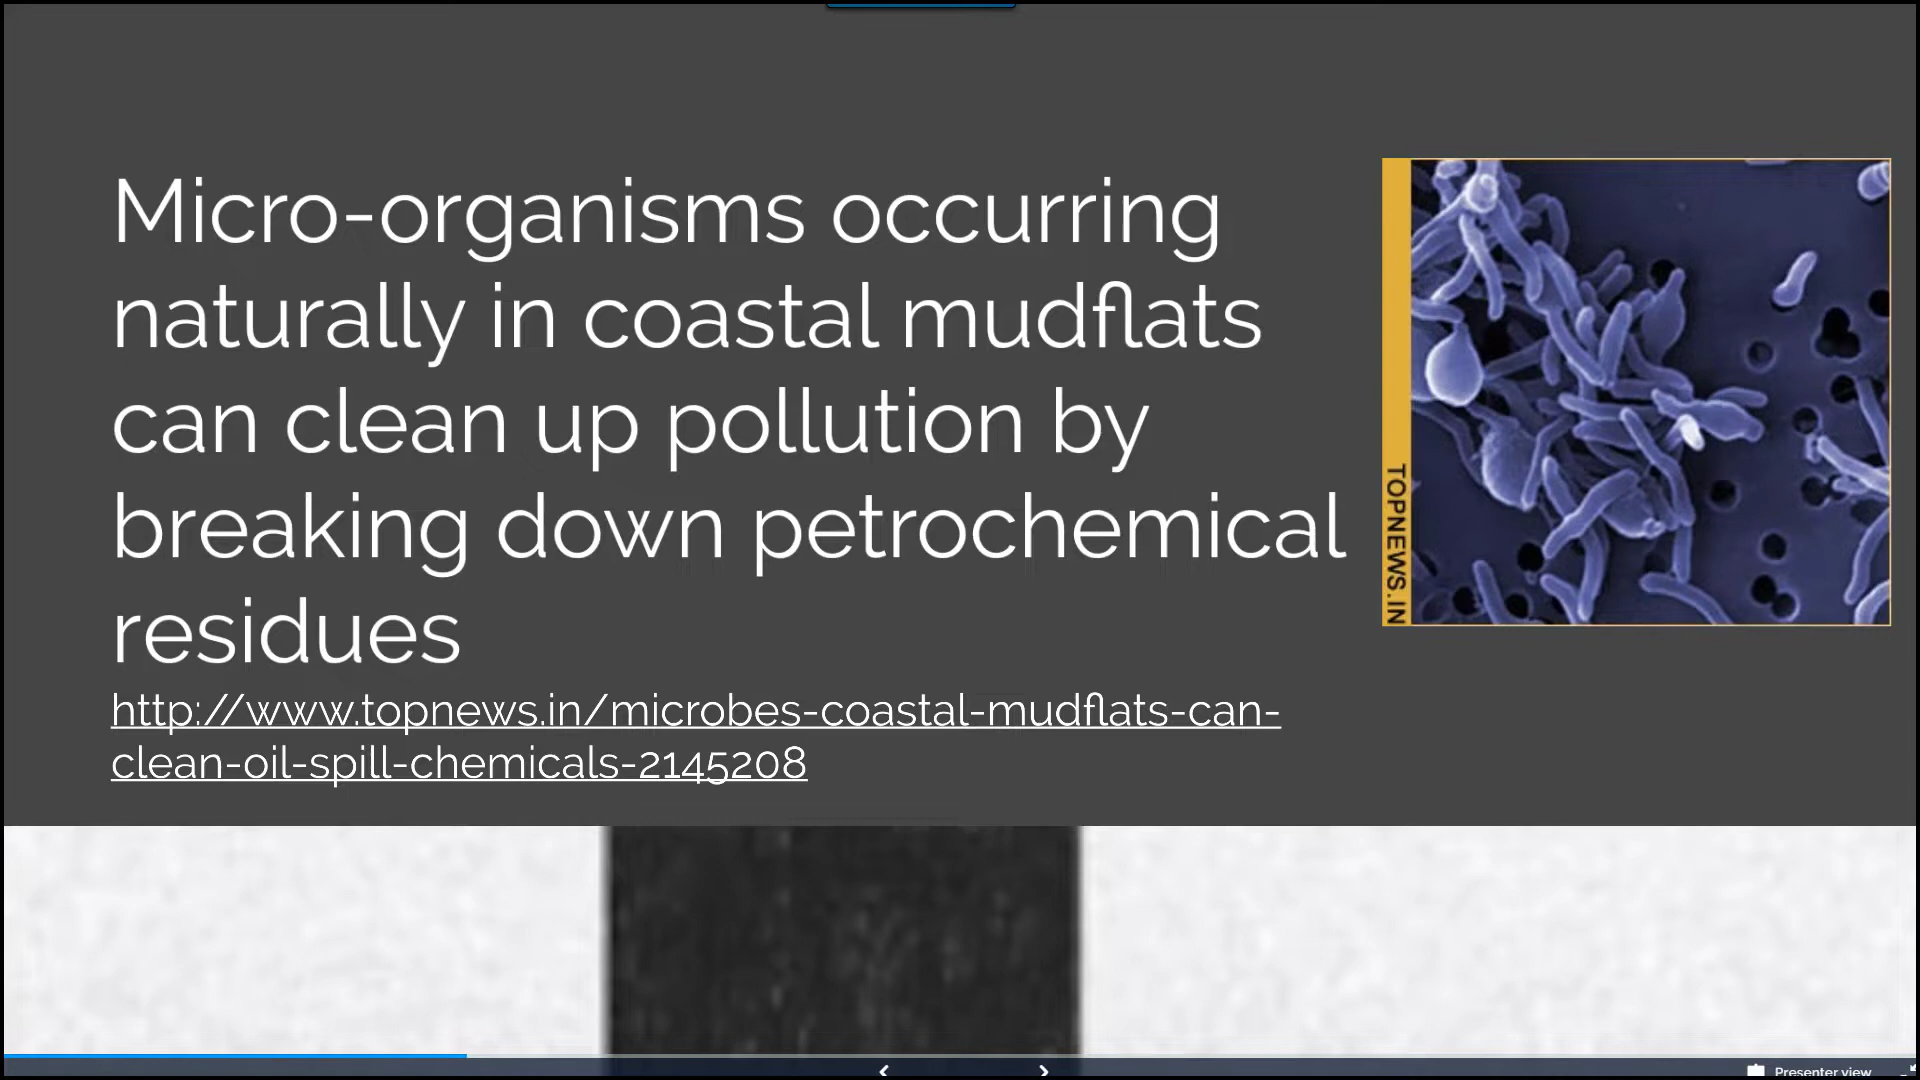 Micro-organisms occurring
naturally in coastal mudflats
can clean up pollution by
breaking down petrochemical
residues
http://www.topnews.in/microbes-coastal-mudflats-can-
clean-oil-spill-chemicals-2145208
TOPNEWS.IN
Presenter view